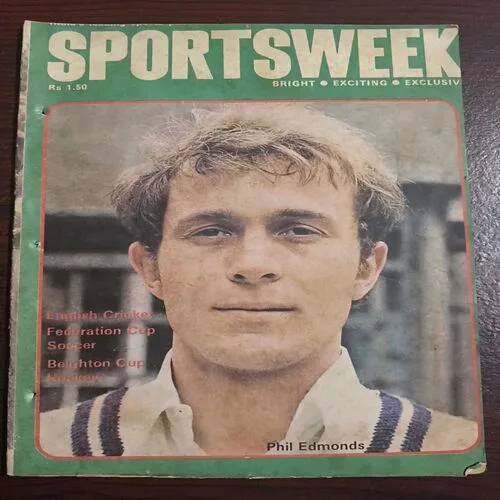 SPORTSWEEK
Rs 1.50
BRIGHT ● EXCITING ● EXCLUSIV
English Cricket
Federation Cup
Soccer
Beighton Cup
Hockey
Phil Edmonds